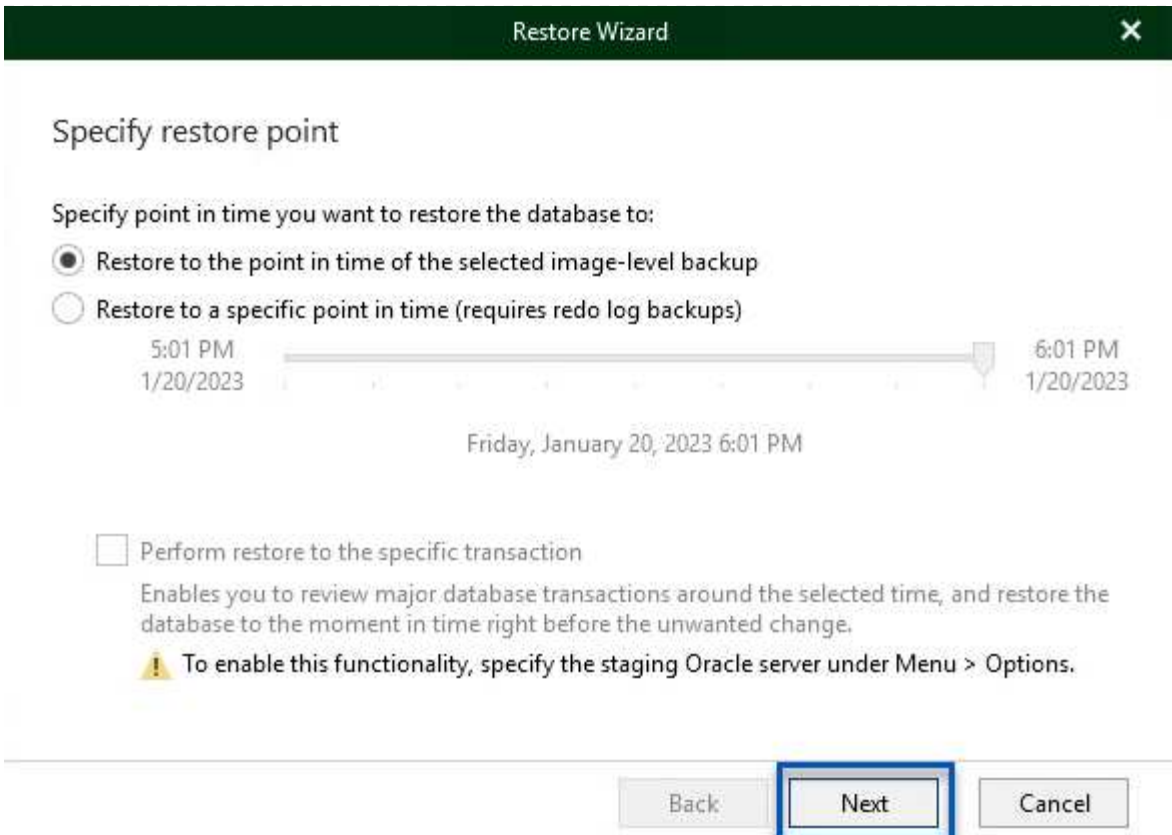 Restore Wizard
Specify restore point
Specify point in time you want to restore the database to:
Restore to the point in time of the selected image-level backup
Restore to a specific point in time (requires redo log backups)
5:01 PM
1/20/2023
6:01 PM
1/20/2023
Friday, January 20, 2023 6:01 PM
Perform restore to the specific transaction
Enables you to review major database transactions around the selected time, and restore the
database to the moment in time right before the unwanted change.
To enable this functionality, specify the staging Oracle server under Menu > Options.
Back
Next
Cancel